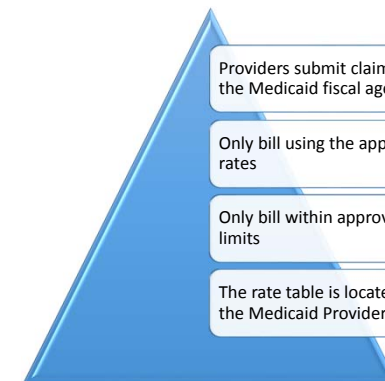 Providers submit claim
the Medicaid fiscal age
Only bill using the app
rates
Only bill within approv
limits
The rate table is locate
the Medicaid Provider